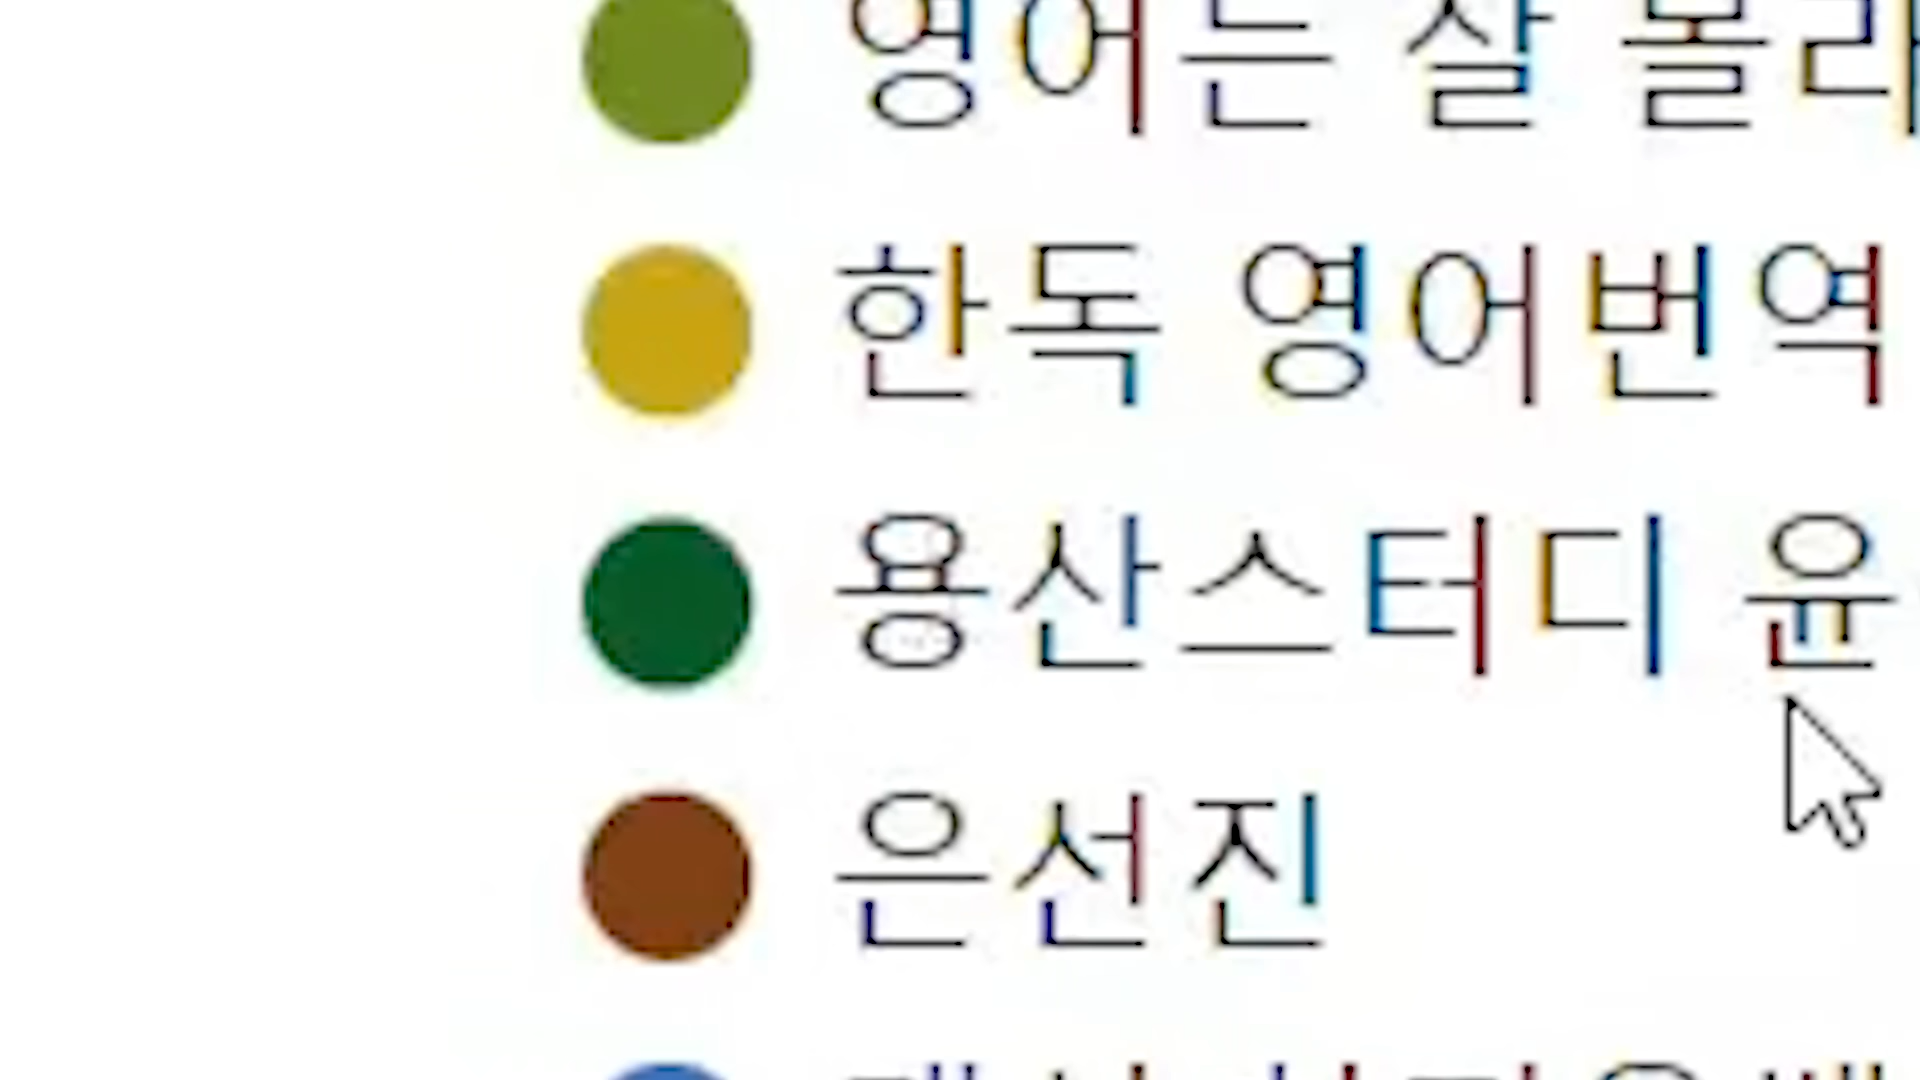 영어는 잘 몰라
한독 영어번역
용산스터디 윤
은선진